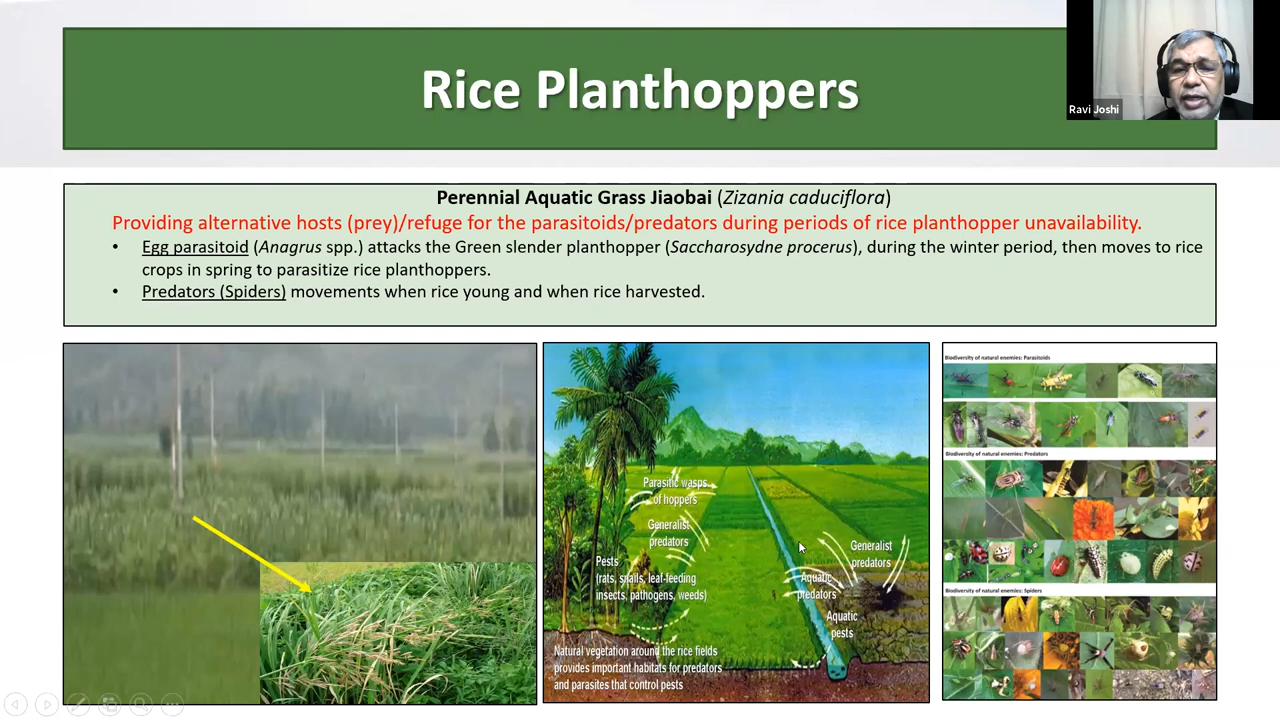 Rice Planthoppers
Ravi Joshi
Perennial Aquatic Grass Jiaobai (Zizania caduciflora)
Providing alternative hosts (prey)/refuge for the parasitoids/predators during periods of rice planthopper unavailability.
• Egg parasitoid (Anagrus spp.) attacks the Green slender planthopper (Saccharosydne procerus), during the winter period, then moves to rice
crops in spring to parasitize rice planthoppers.
• Predators (Spiders) movements when rice young and when rice harvested.
Parasitic wasps
of hoppers
Generalist
predators
Pests
(rats, snails, leaf-feeding
insects, pathogens, weeds)
Natural vegetation around the rice fields
provides important habitats for predators
and parasites that control pests
Generalist
predators
Aquatic
predators
Aquatic
pests
Biodiversity of natural enemies: Parasitoids
Biodiversity of natural enemies: Predators
Biodiversity of natural enemies: Spiders